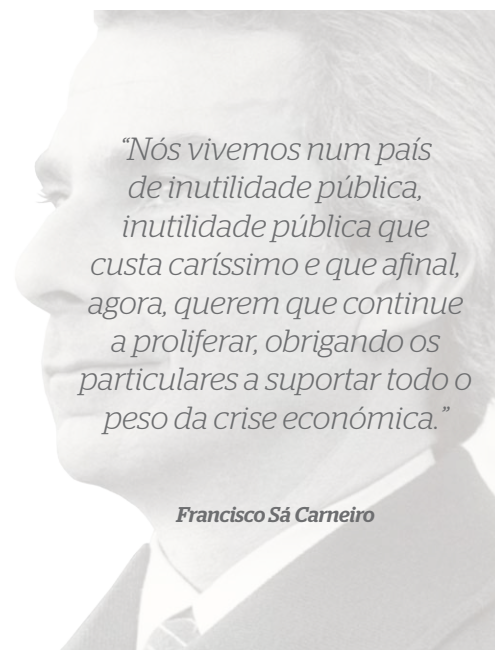 “Nós vivemos num país
de inutilidade pública,
inutilidade pública que
custa caríssimo e que afinal,
agora, querem que continue
a proliferar, obrigando os
particulares a suportar todo o
peso da crise económica.”
Francisco Sá Carneiro